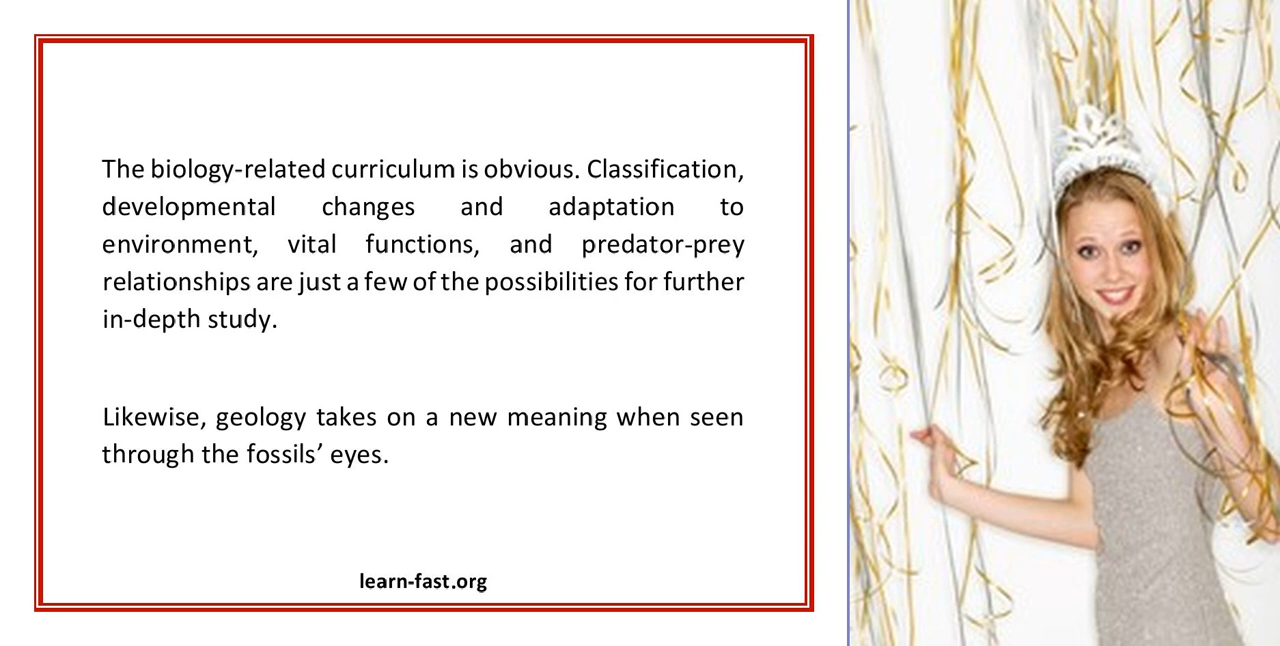 The biology-related curriculum is obvious. Classification,
developmental changes and adaptation to
environment, vital functions, and predator-prey
relationships are just a few of the possibilities for further
in-depth study.
Likewise, geology takes on a new meaning when seen
through the fossils’ eyes.
learn-fast.org